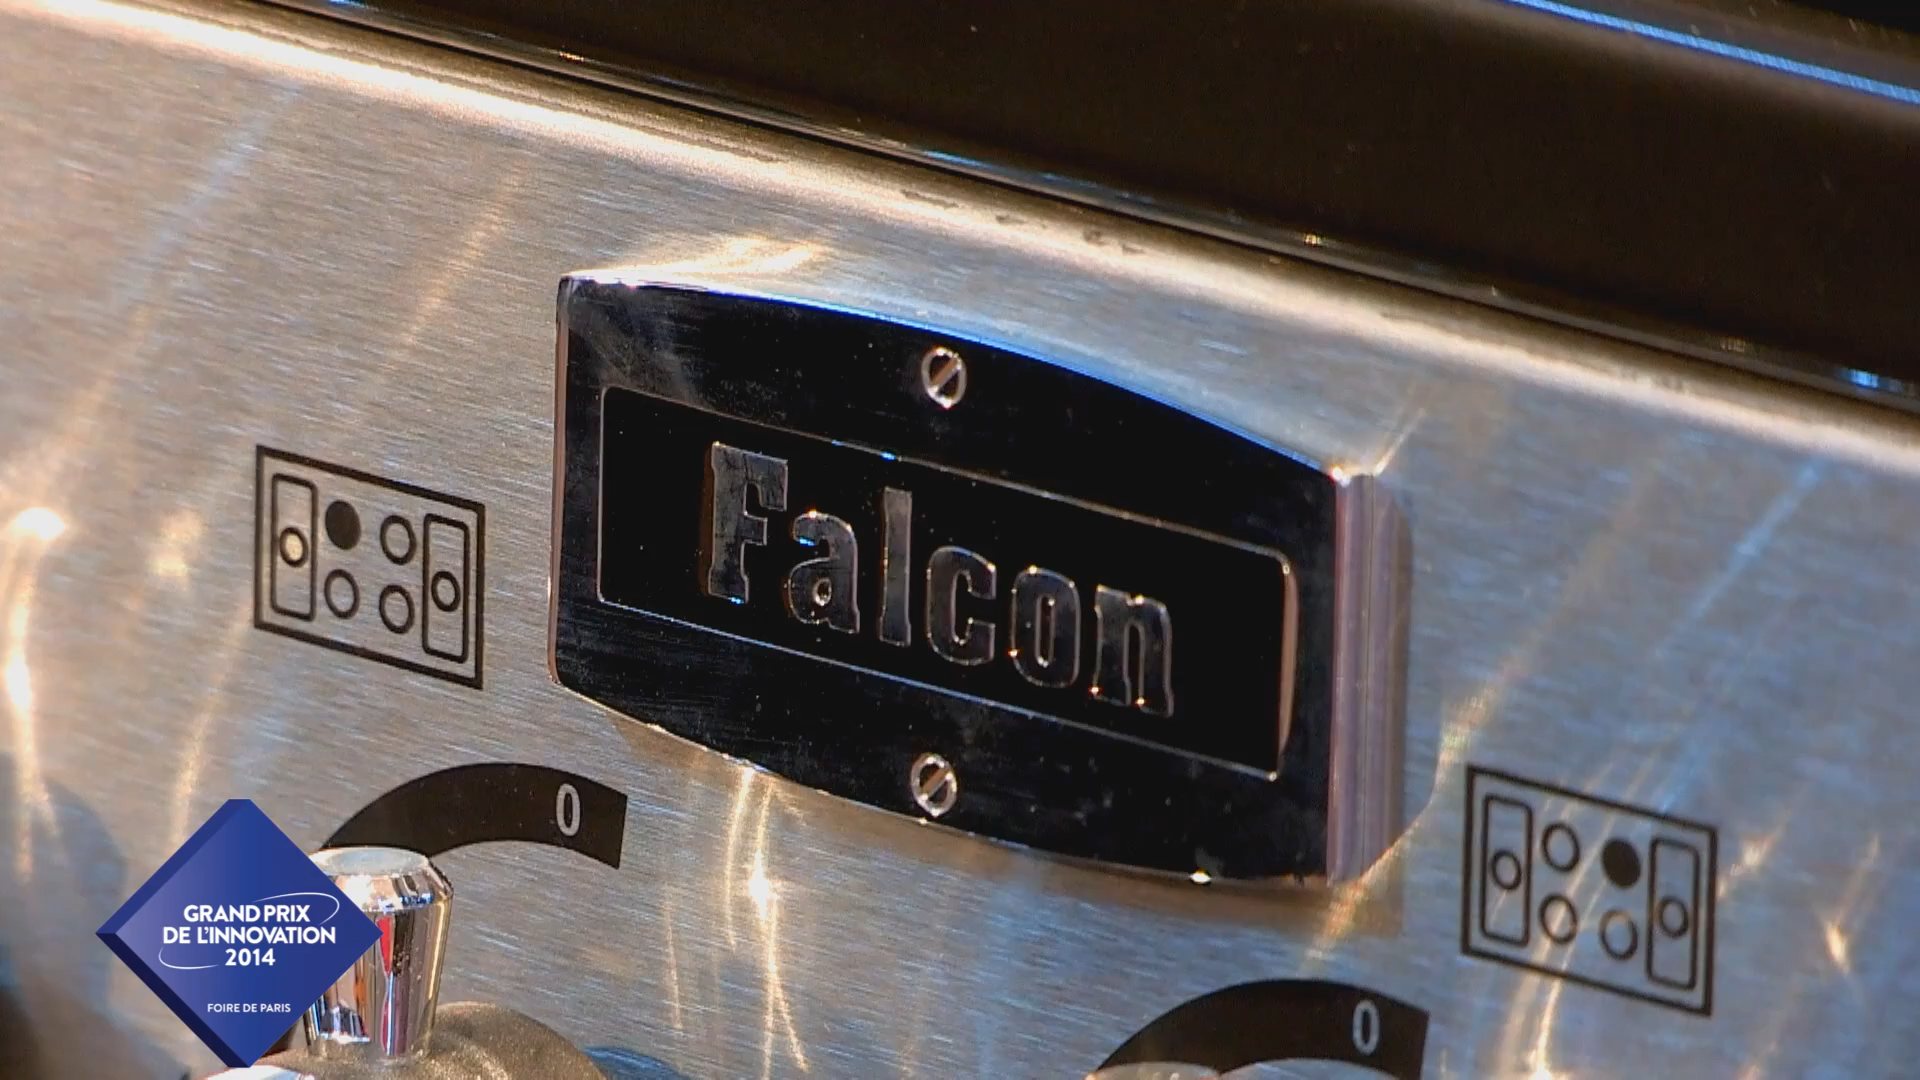 Falcon
0
0
GRAND PRIX
DE L'INNOVATION
2014
FOIRE DE PARIS